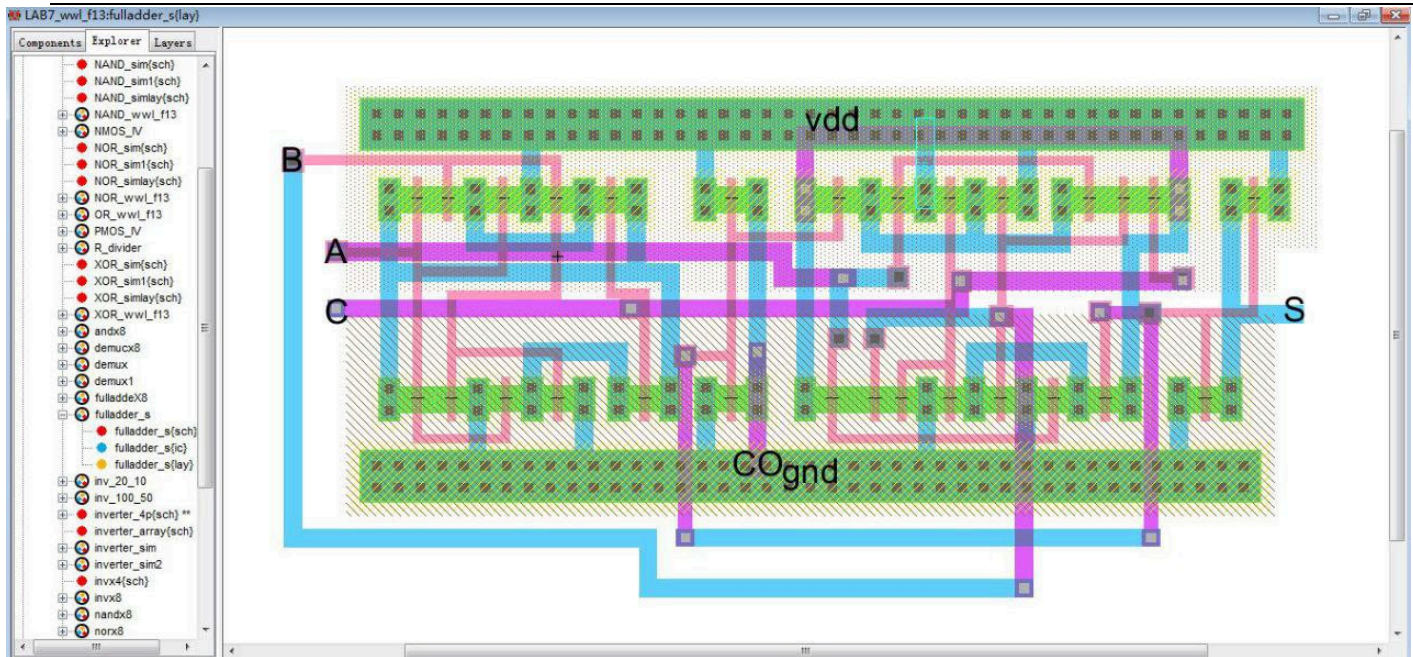 LAB7_wwl_f13:fulladder_s{lay}
Components Explorer Layers
NAND_sim{sch}
NAND_sim1{sch}
NAND_simlay{sch}
NAND_wwl_f13
NMOS_IV
NOR_sim{sch}
NOR_sim1{sch}
NOR_simlay{sch}
NOR_wwl_f13
OR_wwl_f13
PMOS_IV
R_divider
XOR_sim{sch}
XOR_sim1{sch}
XOR_simlay{sch}
XOR_wwl_f13
andx8
demucx8
demux
demux1
fulladdeX8
fulladder_s
fulladder_s{sch}
fulladder_s{ic}
fulladder_s{lay}
inv_20_10
inv_100_50
inverter_4p{sch} **
inverter_array{sch}
inverter_sim
inverter_sim2
invx4{sch}
invx8
nandx8
norx8
vdd
B
A
C
S
CO
gnd